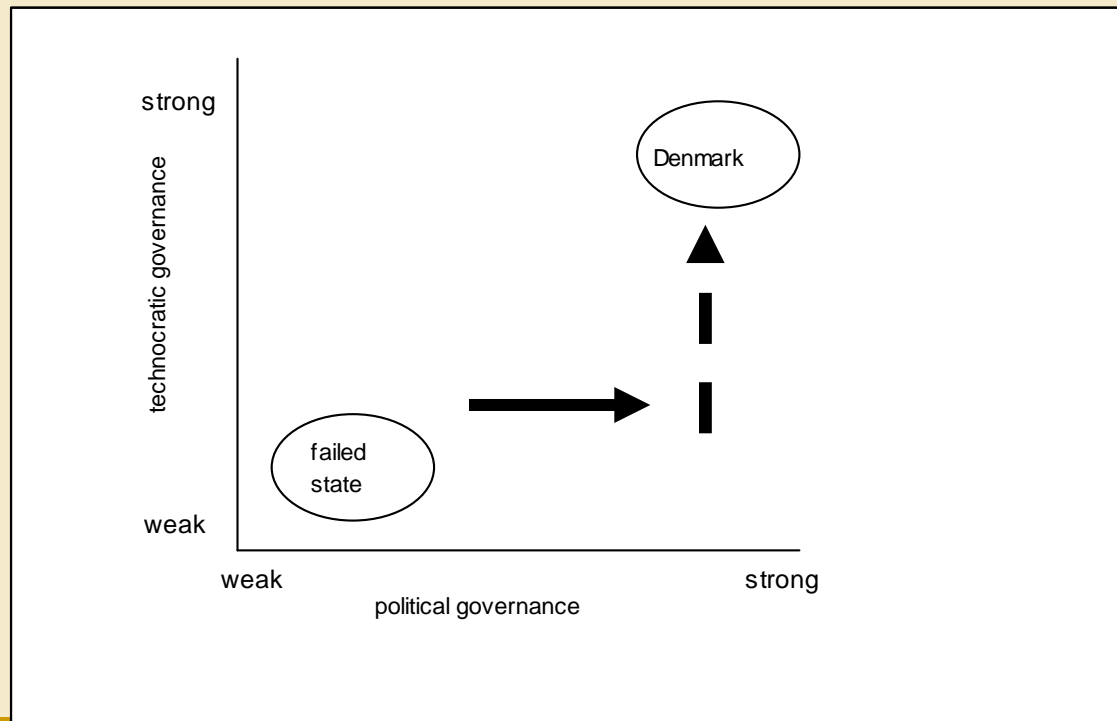 strong
technocratic governance
Denmark
failed
state
weak
weak
strong
political governance